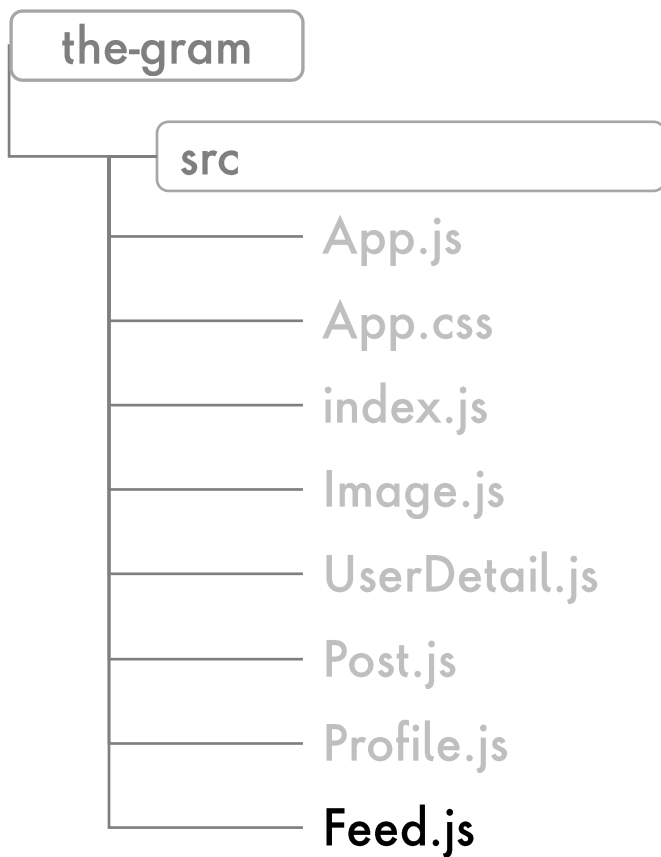 the-gram
src
App.js
App.css
index.js
Image.js
UserDetail.js
Post.js
Profile.js
Feed.js